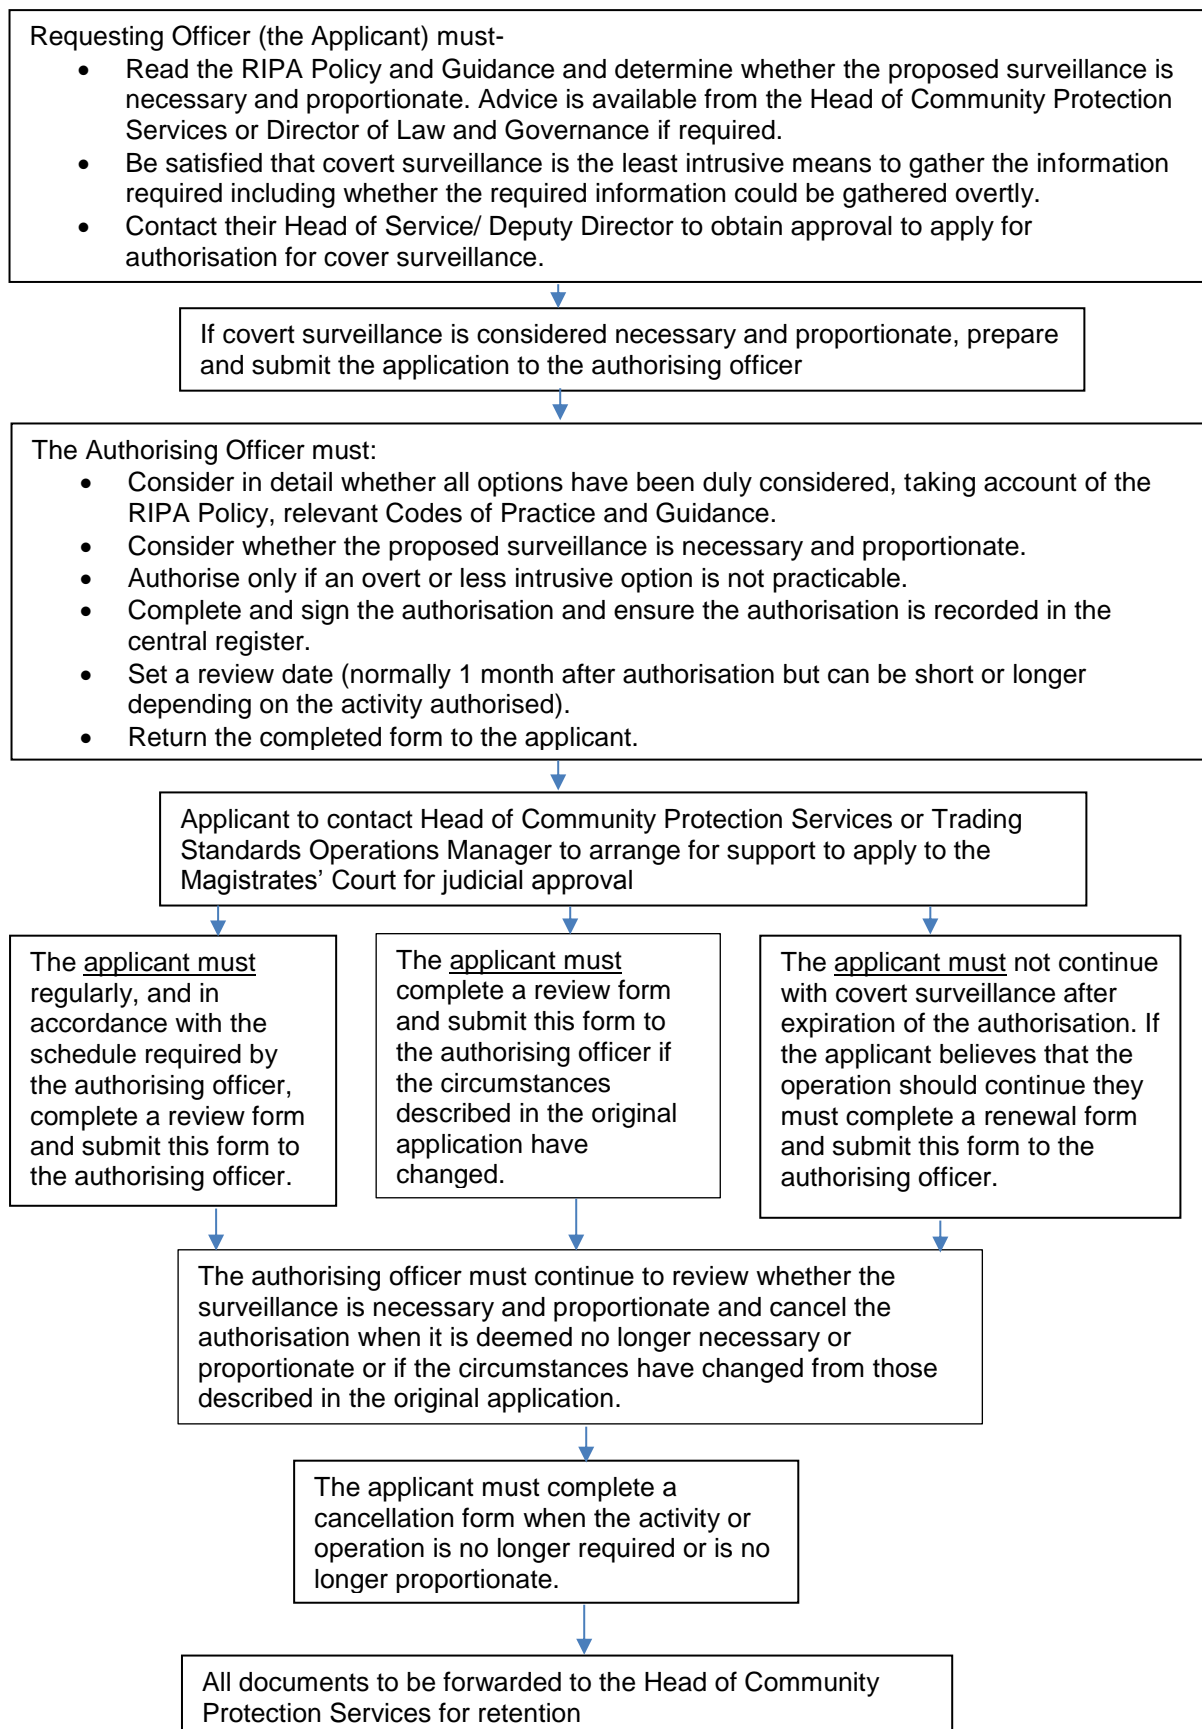 Requesting Officer (the Applicant) must-
• Read the RIPA Policy and Guidance and determine whether the proposed surveillance is
necessary and proportionate. Advice is available from the Head of Community Protection
Services or Director of Law and Governance if required.
• Be satisfied that covert surveillance is the least intrusive means to gather the information
required including whether the required information could be gathered overtly.
• Contact their Head of Service/ Deputy Director to obtain approval to apply for
authorisation for cover surveillance.
If covert surveillance is considered necessary and proportionate, prepare
and submit the application to the authorising officer
The Authorising Officer must:
• Consider in detail whether all options have been duly considered, taking account of the
RIPA Policy, relevant Codes of Practice and Guidance.
• Consider whether the proposed surveillance is necessary and proportionate.
• Authorise only if an overt or less intrusive option is not practicable.
• Complete and sign the authorisation and ensure the authorisation is recorded in the
central register.
• Set a review date (normally 1 month after authorisation but can be short or longer
depending on the activity authorised).
• Return the completed form to the applicant.
Applicant to contact Head of Community Protection Services or Trading
Standards Operations Manager to arrange for support to apply to the
Magistrates’ Court for judicial approval
The applicant must
regularly, and in
accordance with the
schedule required by
the authorising officer,
complete a review form
and submit this form to
the authorising officer.
The applicant must
complete a review form
and submit this form to
the authorising officer if
the circumstances
described in the original
application have
changed.
The applicant must not continue
with covert surveillance after
expiration of the authorisation. If
the applicant believes that the
operation should continue they
must complete a renewal form
and submit this form to the
authorising officer.
The authorising officer must continue to review whether the
surveillance is necessary and proportionate and cancel the
authorisation when it is deemed no longer necessary or
proportionate or if the circumstances have changed from those
described in the original application.
The applicant must complete a
cancellation form when the activity or
operation is no longer required or is no
longer proportionate.
All documents to be forwarded to the Head of Community
Protection Services for retention